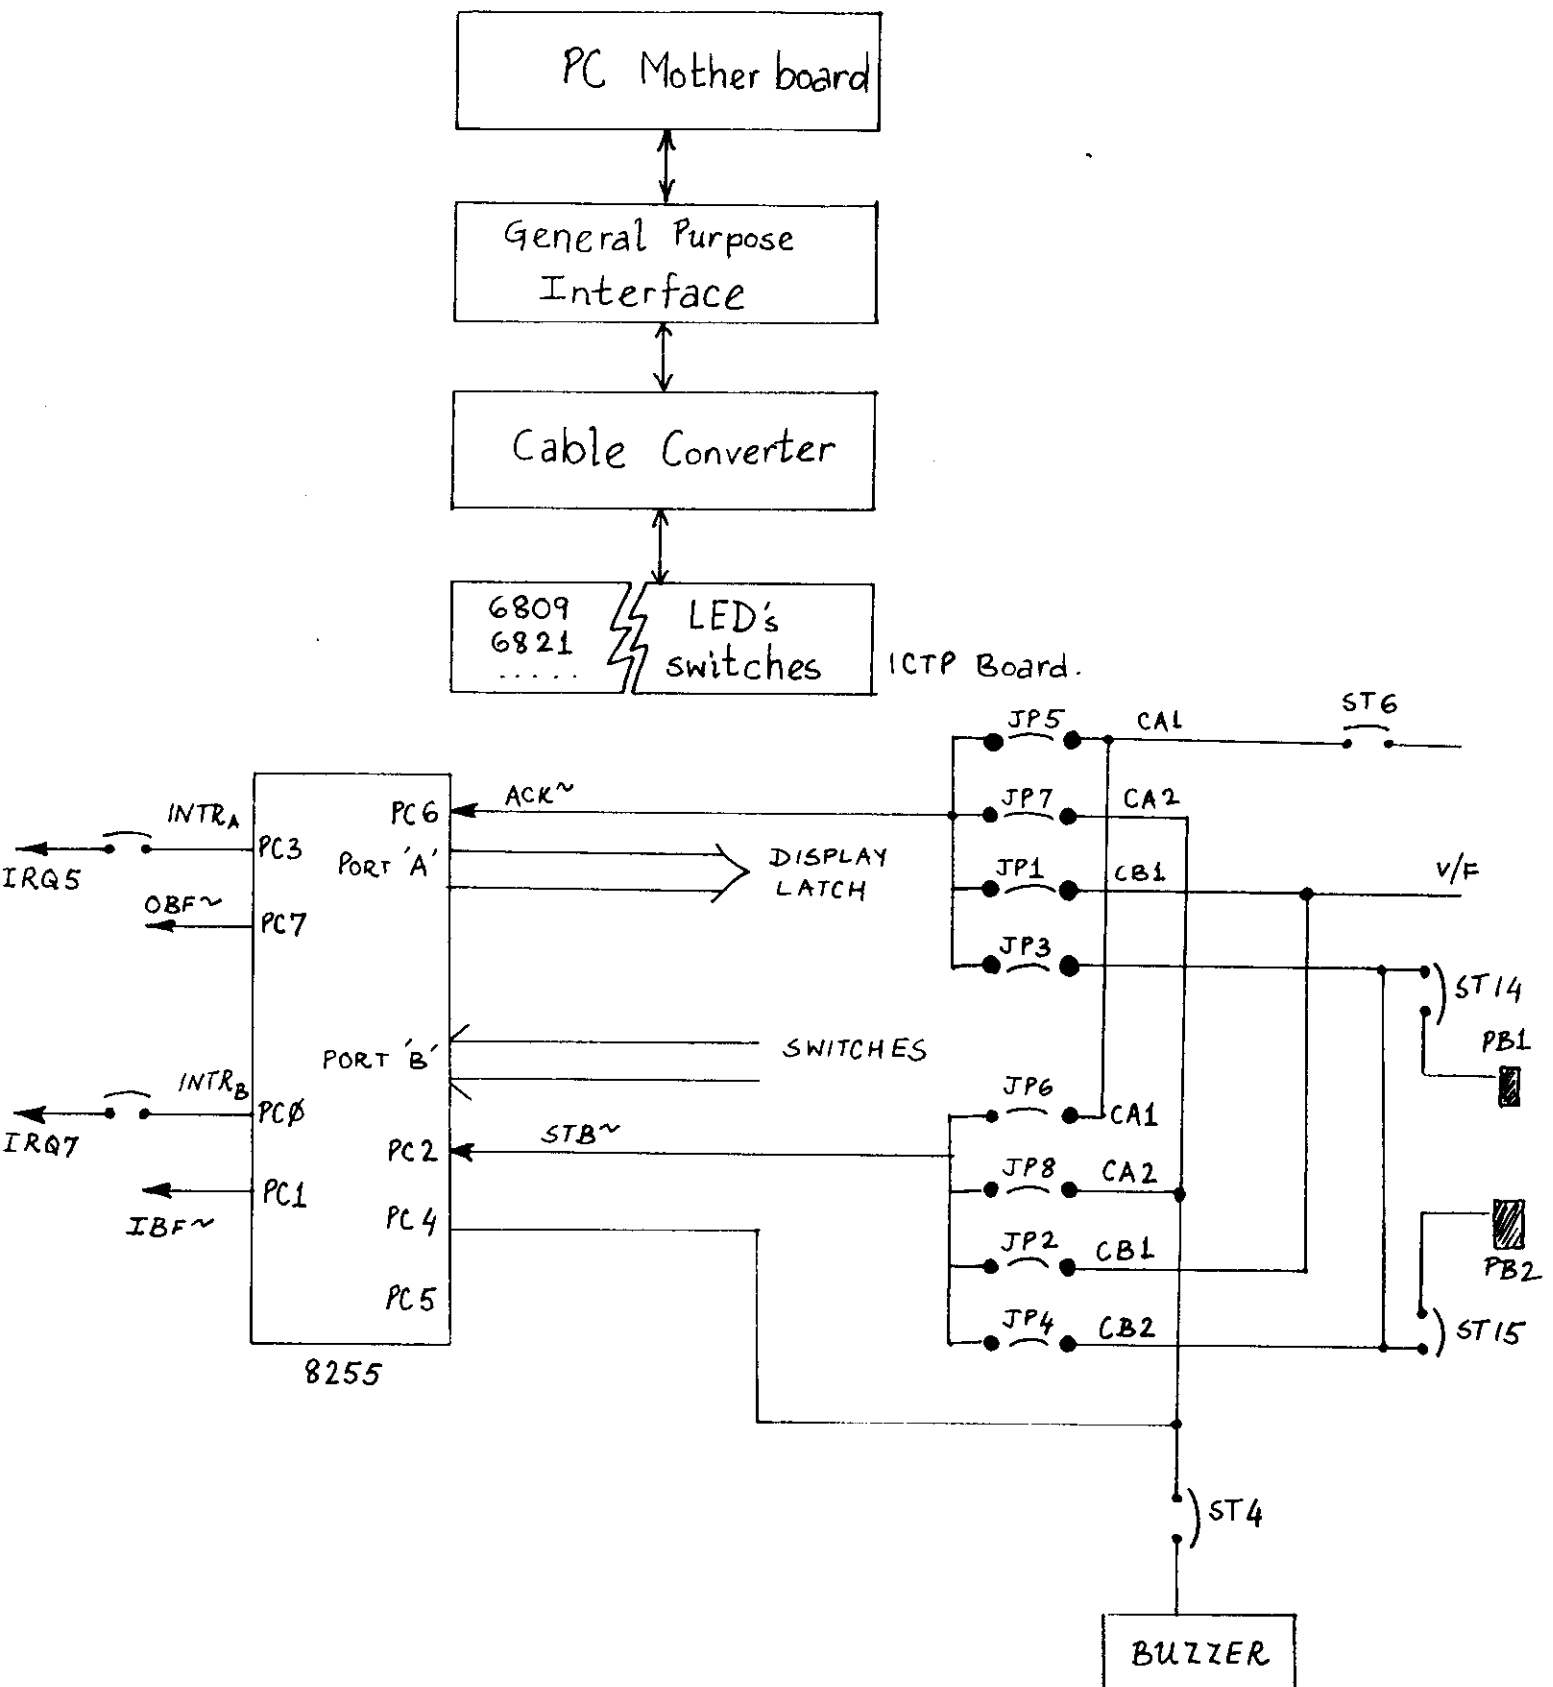 PC Mother board
General Purpose
Interface
Cable Converter
6809
6821
.....
LED's
switches
ICTP Board.
JP5
CA1
ST6
INTRA
PC6
ACK~
JP7
CA2
PC3
IRQ5
PORT 'A'
DISPLAY
LATCH
JP1
CB1
V/F
OBF~
PC7
JP3
ST14
PORT 'B'
SWITCHES
PB1
INTRB
PCØ
JP6
CA1
IRQ7
PC2
STB~
JP8
CA2
PC1
IBF~
PC4
JP2
CB1
PB2
PC5
JP4
CB2
ST15
8255
ST4
BUZZER